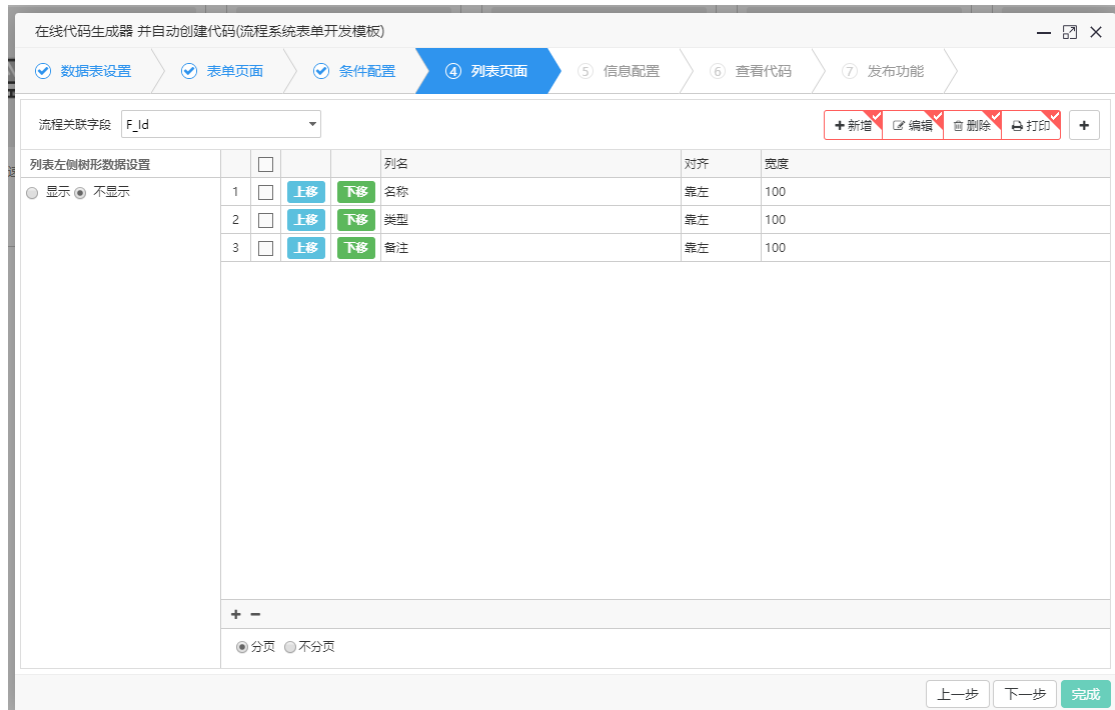 在线代码生成器 并自动创建代码(流程系统表单开发模板)
数据表设置 表单页面 条件配置 4 列表页面 5 信息配置 6 查看代码 7 发布功能
流程关联字段 F_Id 新增 编辑 删除 打印
列表左侧树形数据设置 列名 对齐 宽度
显示 不显示 1 上移 下移 名称 靠左 100
2 上移 下移 类型 靠左 100
3 上移 下移 备注 靠左 100
分页 不分页
上一步 下一步 完成